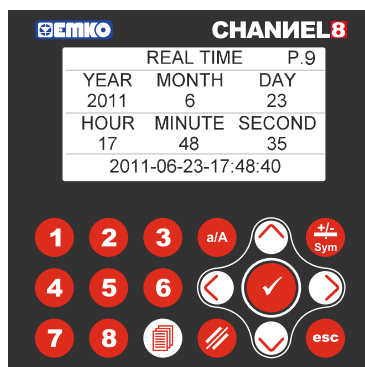 EMKO CHANNEL8
REAL TIME P.9
YEAR MONTH DAY
2011 6 23
HOUR MINUTE SECOND
17 48 35
2011-06-23-17:48:40
1 2 3 a/A +/- Sym
4 5 6
7 8 esc